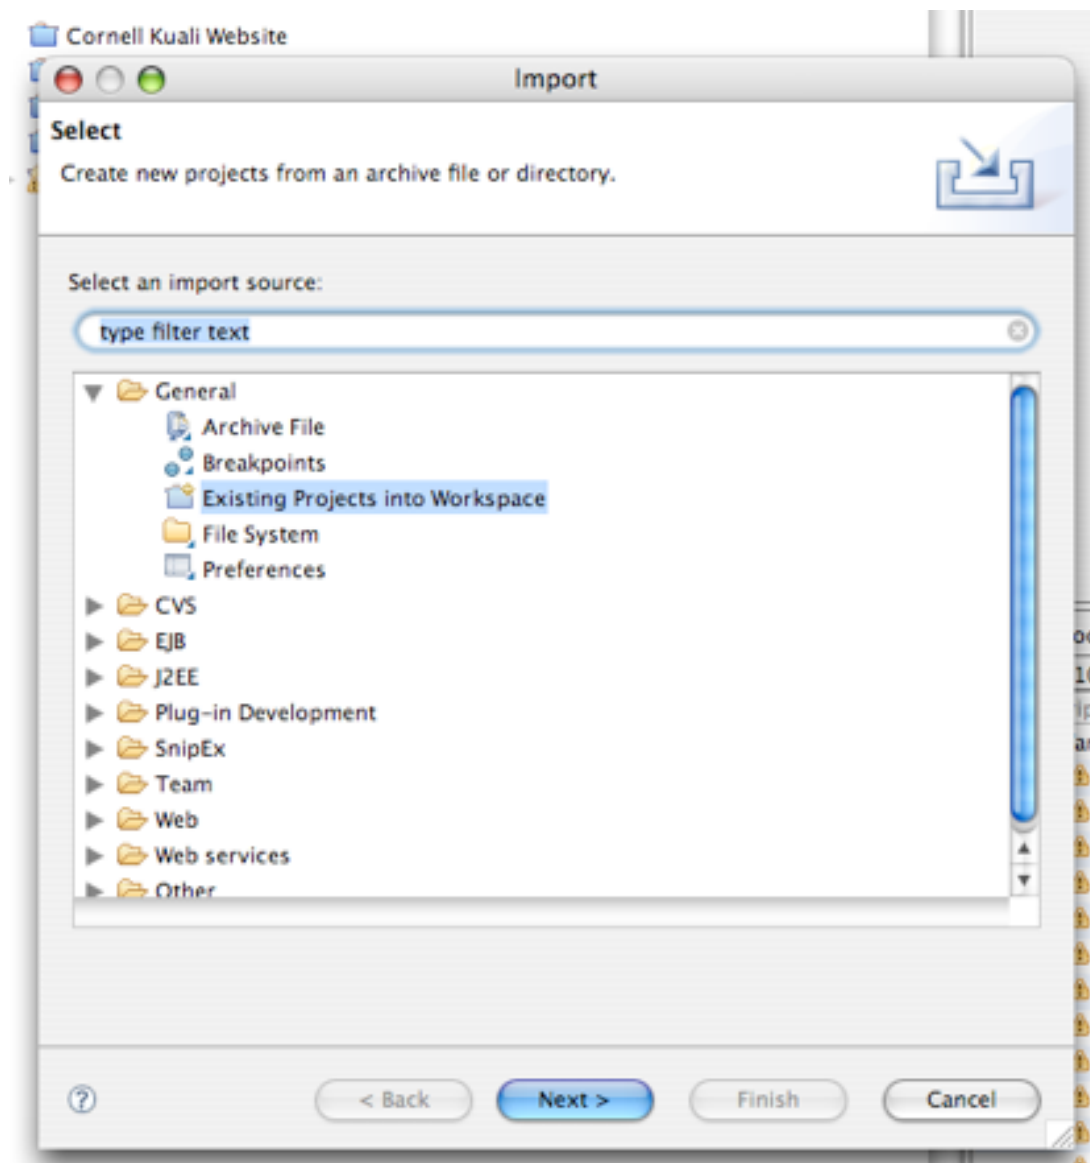 Cornell Kuali Website
Import
Select
Create new projects from an archive file or directory.
Select an import source:
type filter text
General
Archive File
Breakpoints
Existing Projects into Workspace
File System
Preferences
CVS
EJB
J2EE
Plug-in Development
SnipEx
Team
Web
Web services
Other
< Back
Next >
Finish
Cancel